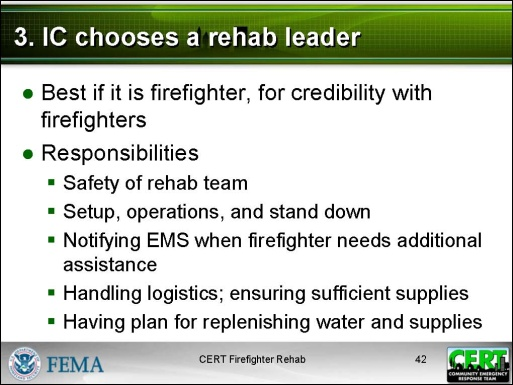 3. IC chooses a rehab leader
● Best if it is firefighter, for credibility with
firefighters
● Responsibilities
▪ Safety of rehab team
▪ Setup, operations, and stand down
▪ Notifying EMS when firefighter needs additional
assistance
▪ Handling logistics; ensuring sufficient supplies
▪ Having plan for replenishing water and supplies
FEMA
CERT Firefighter Rehab
42
CERT
COMMUNITY EMERGENCY
RESPONSE TEAM